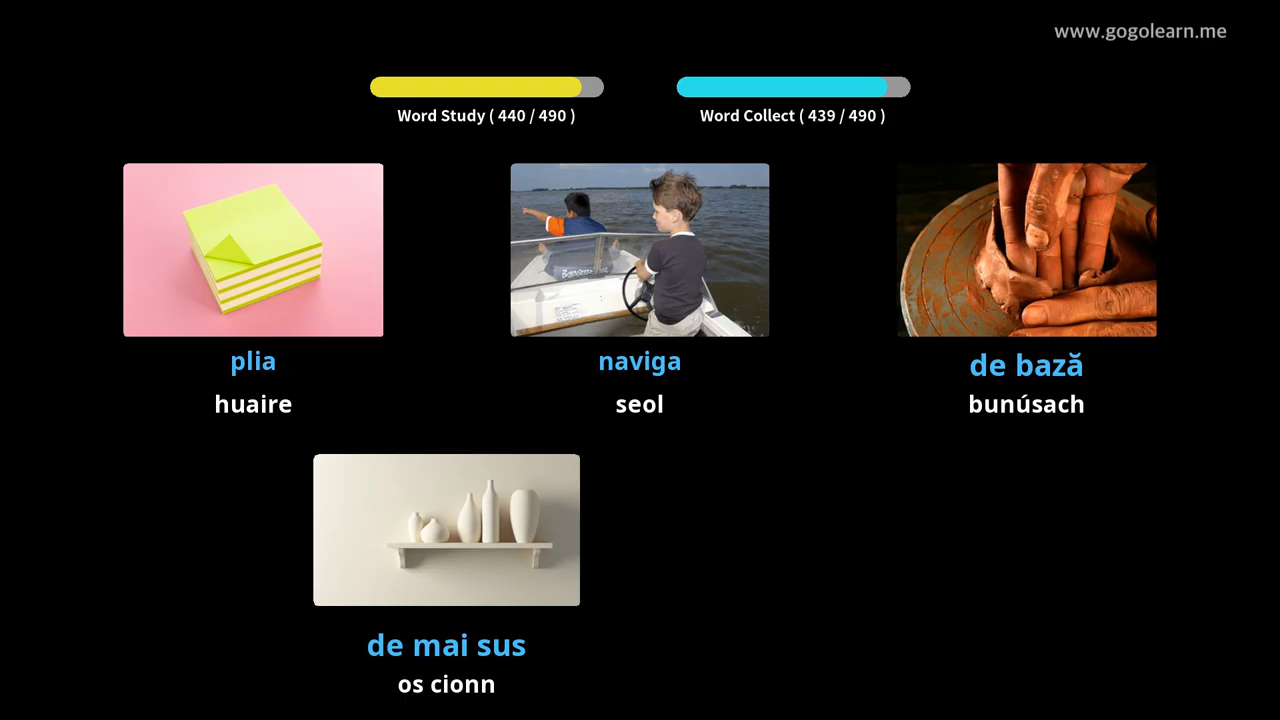 www.gogolearn.me
Word Study ( 440 / 490 )
Word Collect ( 439 / 490 )
plia
huaire
naviga
seol
de bază
bunúsach
de mai sus
os cionn